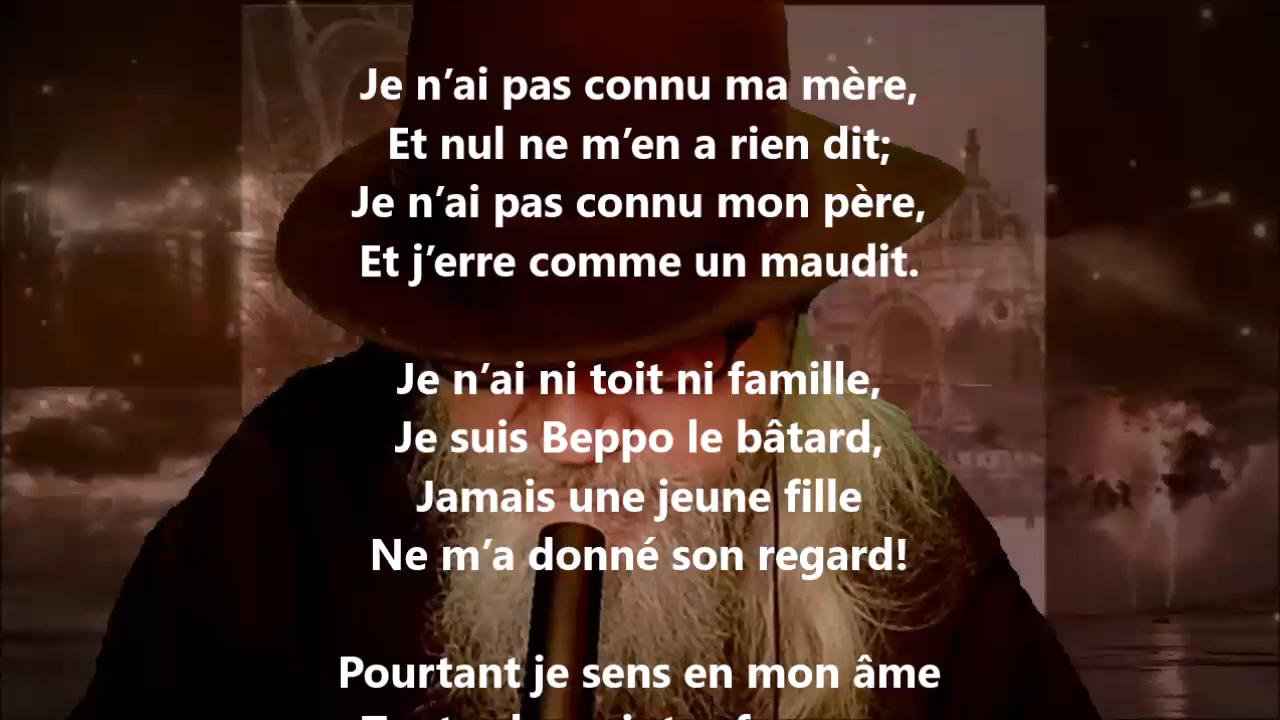 Je n’ai pas connu ma mère,
Et nul ne m’en a rien dit;
Je n’ai pas connu mon père,
Et j’erre comme un maudit.
Je n’ai ni toit ni famille,
Je suis Beppo le bâtard,
Jamais une jeune fille
Ne m’a donné son regard!
Pourtant je sens en mon âme